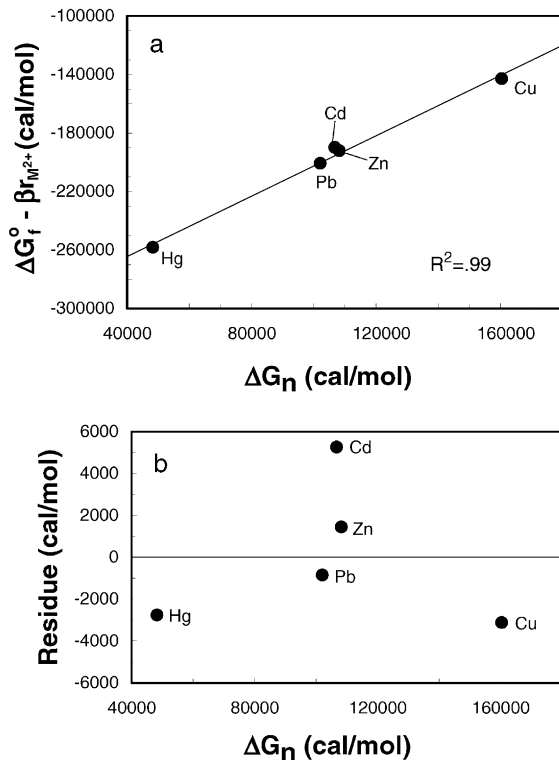 a
-100000
-140000
-180000
-220000
-260000
-300000
ΔG°f - βrM²⁺ (cal/mol)
Cu
Cd
Zn
Pb
Hg
R²=.99
40000 80000 120000 160000
ΔGn (cal/mol)
b
6000
4000
2000
0
-2000
-4000
-6000
Residue (cal/mol)
Cd
Zn
Pb
Hg
Cu
40000 80000 120000 160000
ΔGn (cal/mol)